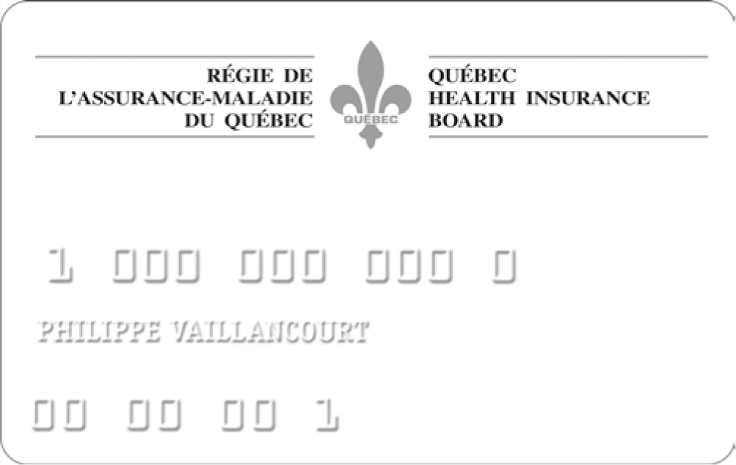 RÉGIE DE
L'ASSURANCE-MALADIE
DU QUÉBEC
QUÉBEC
QUÉBEC
HEALTH INSURANCE
BOARD
1 000 000 000 0
PHILIPPE VAILLANCOURT
00 00 00 1